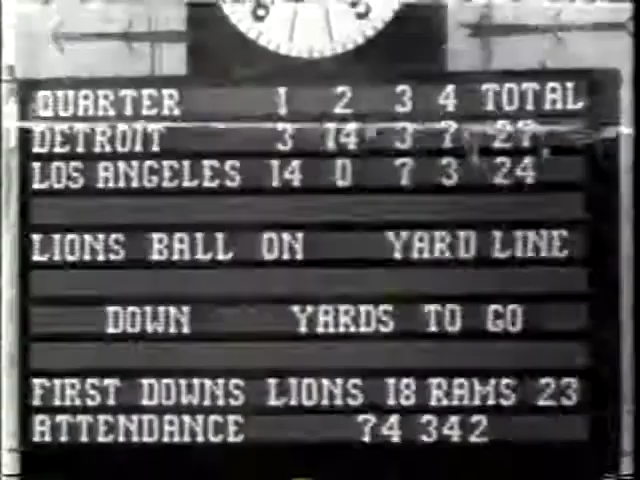 QUARTER 1 2 3 4 TOTAL
DETROIT 3 14 3 7 27
LOS ANGELES 14 0 7 3 24
LIONS BALL ON YARD LINE
DOWN YARDS TO GO
FIRST DOWNS LIONS 18 RAMS 23
ATTENDANCE 74 342